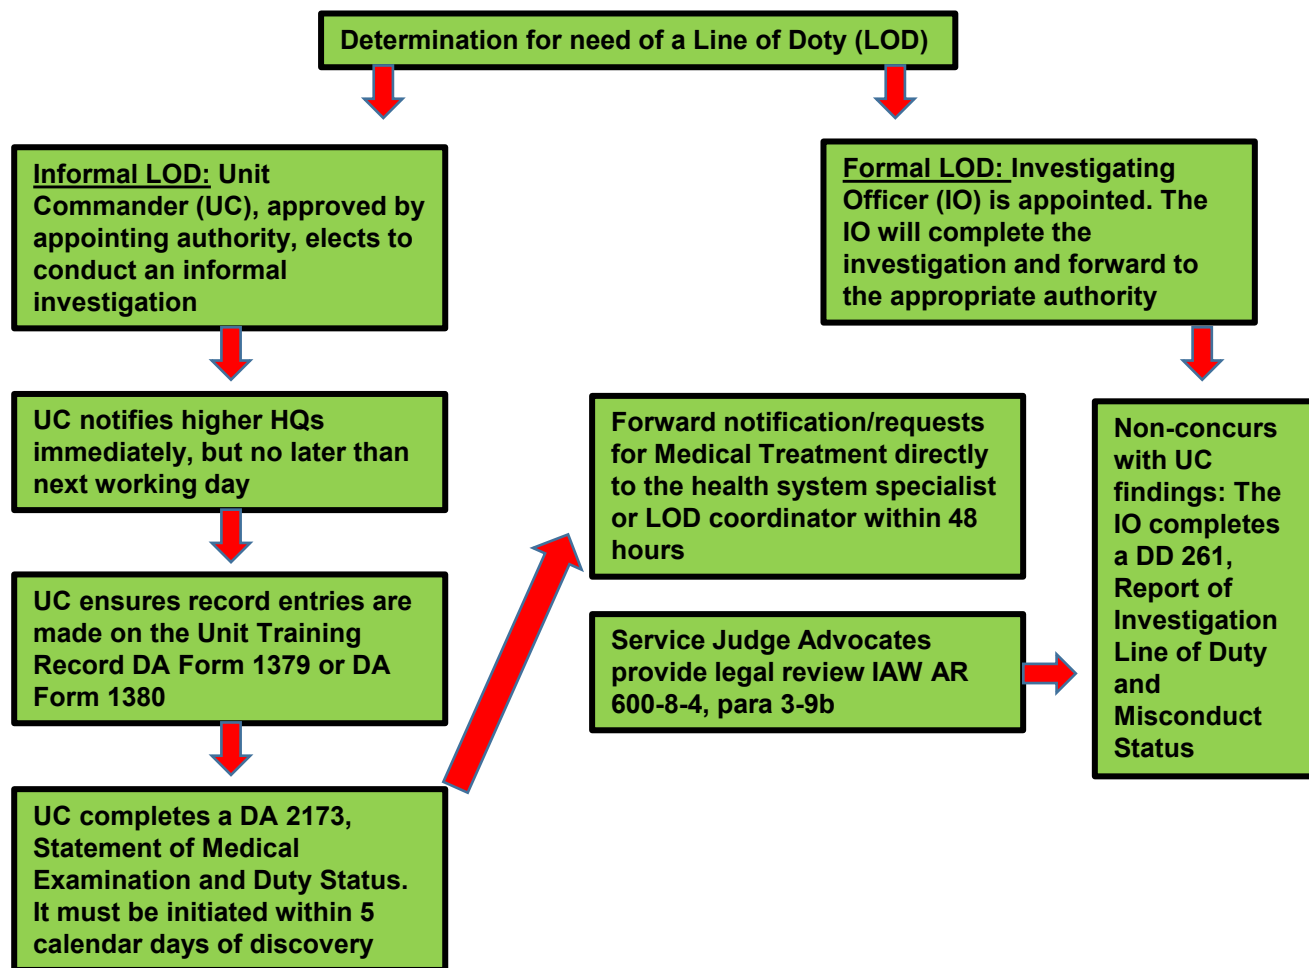 Determination for need of a Line of Doty (LOD)
Informal LOD: Unit
Commander (UC), approved by
appointing authority, elects to
conduct an informal
investigation
UC notifies higher HQs
immediately, but no later than
next working day
UC ensures record entries are
made on the Unit Training
Record DA Form 1379 or DA
Form 1380
UC completes a DA 2173,
Statement of Medical
Examination and Duty Status.
It must be initiated within 5
calendar days of discovery
Forward notification/requests
for Medical Treatment directly
to the health system specialist
or LOD coordinator within 48
hours
Service Judge Advocates
provide legal review IAW AR
600-8-4, para 3-9b
Formal LOD: Investigating
Officer (IO) is appointed. The
IO will complete the
investigation and forward to
the appropriate authority
Non-concurs
with UC
findings: The
IO completes
a DD 261,
Report of
Investigation
Line of Duty
and
Misconduct
Status